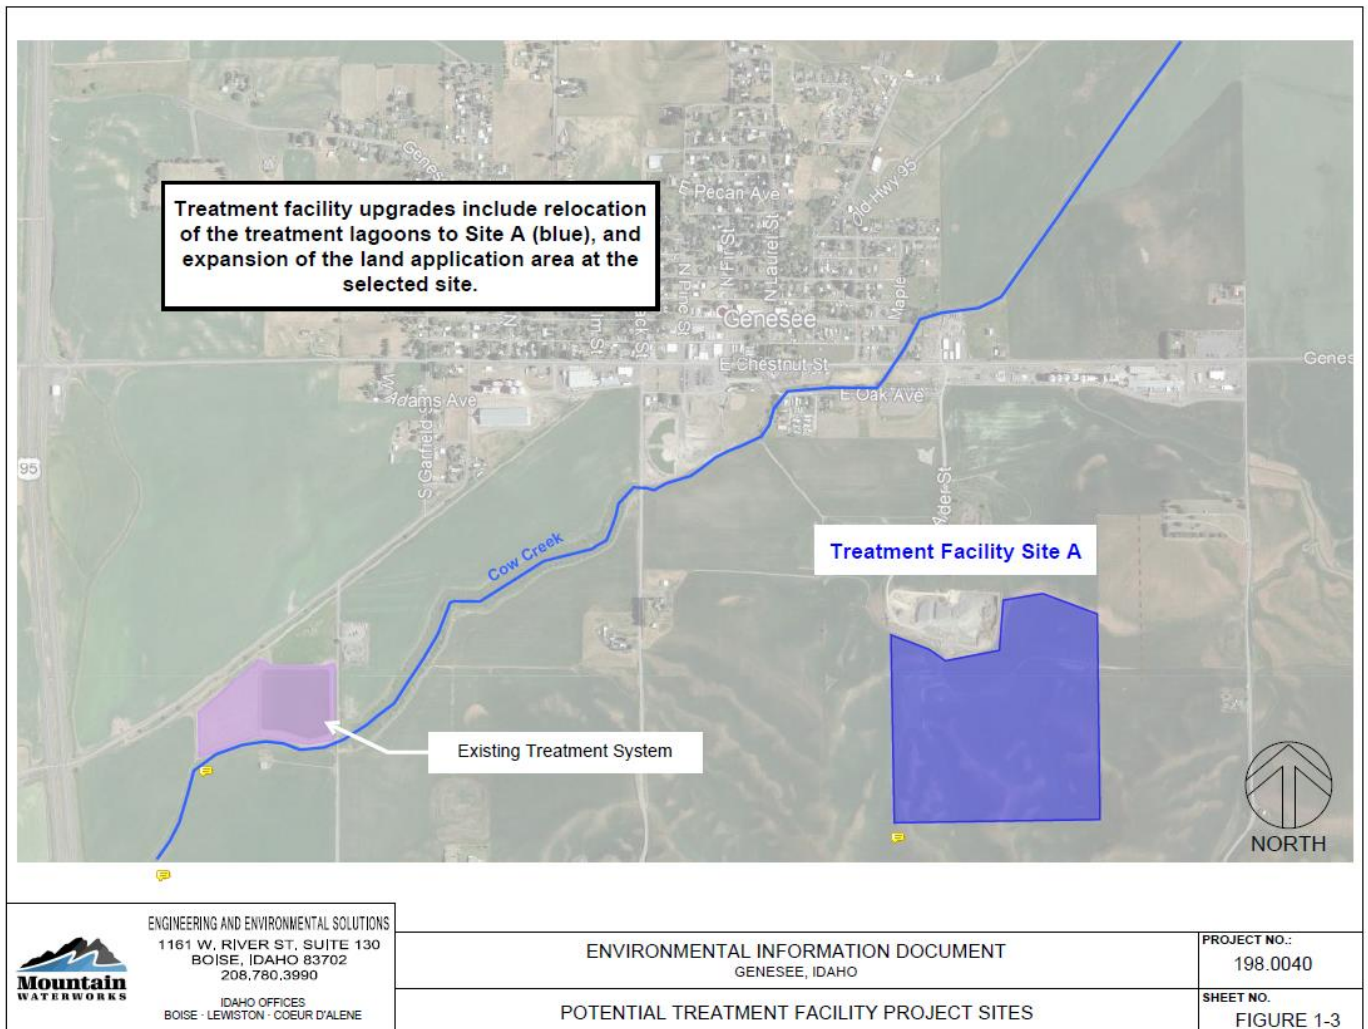 Genes
Treatment facility upgrades include relocation
of the treatment lagoons to Site A (blue), and
expansion of the land application area at the
selected site.
E Pecan Ave
Old Hwy 95
N Fir St
N Laurel St
N Pine St
Maple
N
lm St
ack St
Genesee
E Chestnut St
Genes
Adams Ave
E Oak Ave
S Garfield S
95
Alder St
Cow Creek
Treatment Facility Site A
Existing Treatment System
NORTH
Mountain
WATERWORKS
ENGINEERING AND ENVIRONMENTAL SOLUTIONS
1161 W. RIVER ST. SUITE 130
BOISE, IDAHO 83702
208.780.3990
IDAHO OFFICES
BOISE - LEWISTON - COEUR D'ALENE
ENVIRONMENTAL INFORMATION DOCUMENT
GENESEE, IDAHO
POTENTIAL TREATMENT FACILITY PROJECT SITES
PROJECT NO.:
198.0040
SHEET NO.
FIGURE 1-3